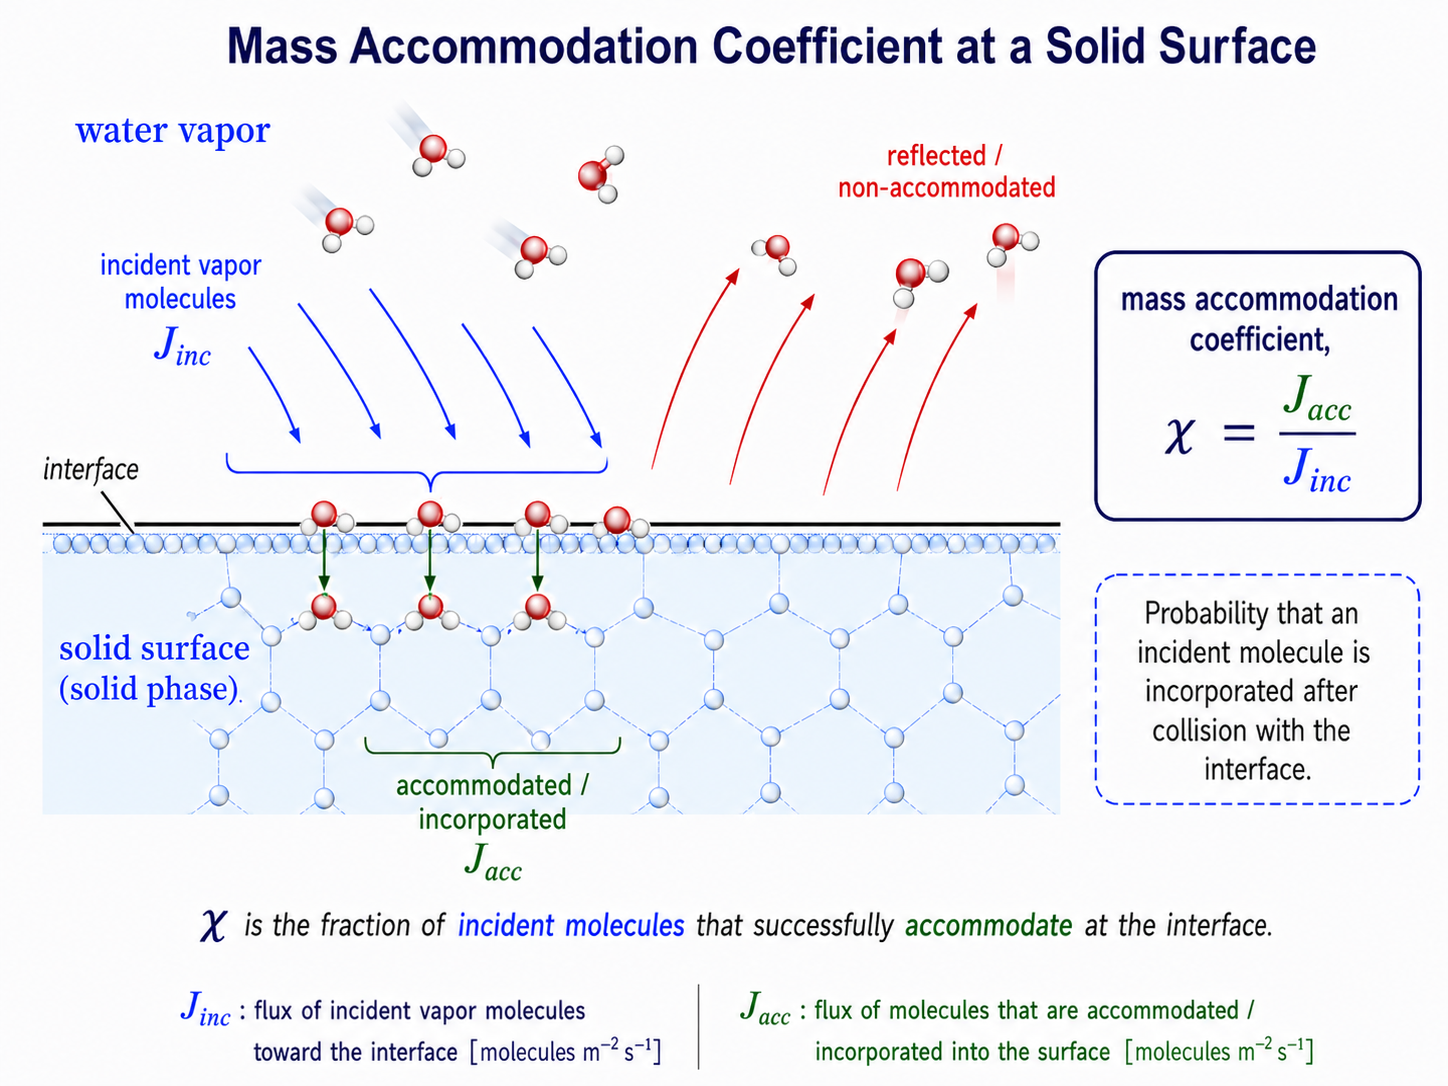 Mass Accommodation Coefficient at a Solid Surface
water vapor
reflected /
non-accommodated
incident vapor
molecules
J_inc
mass accommodation
coefficient,
χ = J_acc / J_inc
interface
Probability that an
incident molecule is
incorporated after
collision with the
interface.
solid surface
(solid phase).
accommodated /
incorporated
J_acc
χ is the fraction of incident molecules that successfully accommodate at the interface.
J_inc : flux of incident vapor molecules
toward the interface [molecules m⁻² s⁻¹]
J_acc : flux of molecules that are accommodated /
incorporated into the surface [molecules m⁻² s⁻¹]